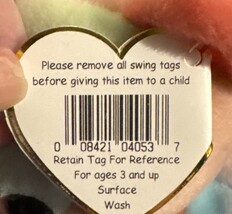 Please remove all swing tags
before giving this item to a child
0 08421 04053 7
Retain Tag For Reference
For ages 3 and up
Surface
Wash